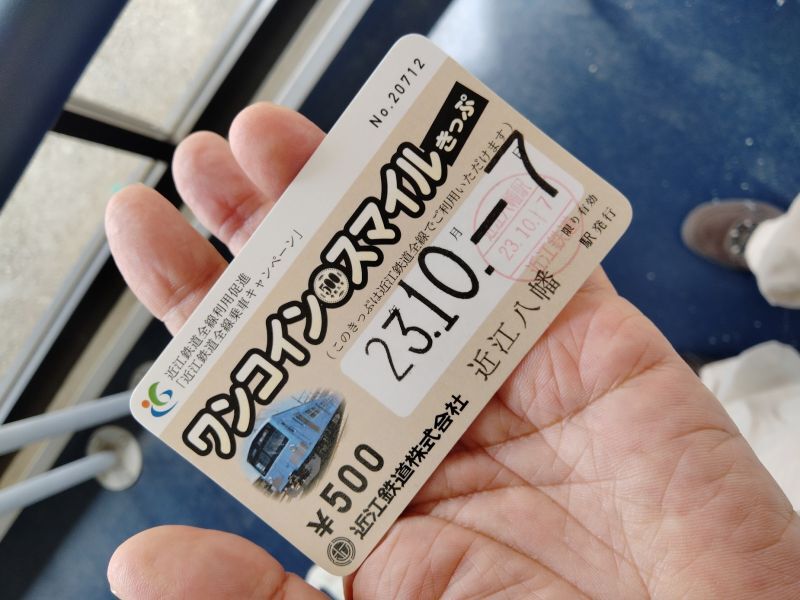 No.20712
近江鉄道全線利用促進
「近江鉄道全線乗車キャンペーン」
ワンコインスマイルきっぷ
500
(このきっぷは近江鉄道全線でご利用いただけます)
23.10.-7
月
日
限り有効
23.10.17
近江鉄
近江八幡
駅発行
¥500
近江鉄道株式会社